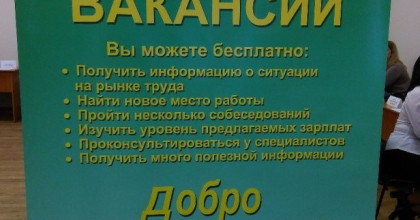 ВАКАНСИЙ
Вы можете бесплатно:
• Получить информацию о ситуации
на рынке труда
• Найти новое место работы
• Пройти несколько собеседований
• Изучить уровень предлагаемых зарплат
• Проконсультироваться у специалистов
• Получить много полезной информации
Добро